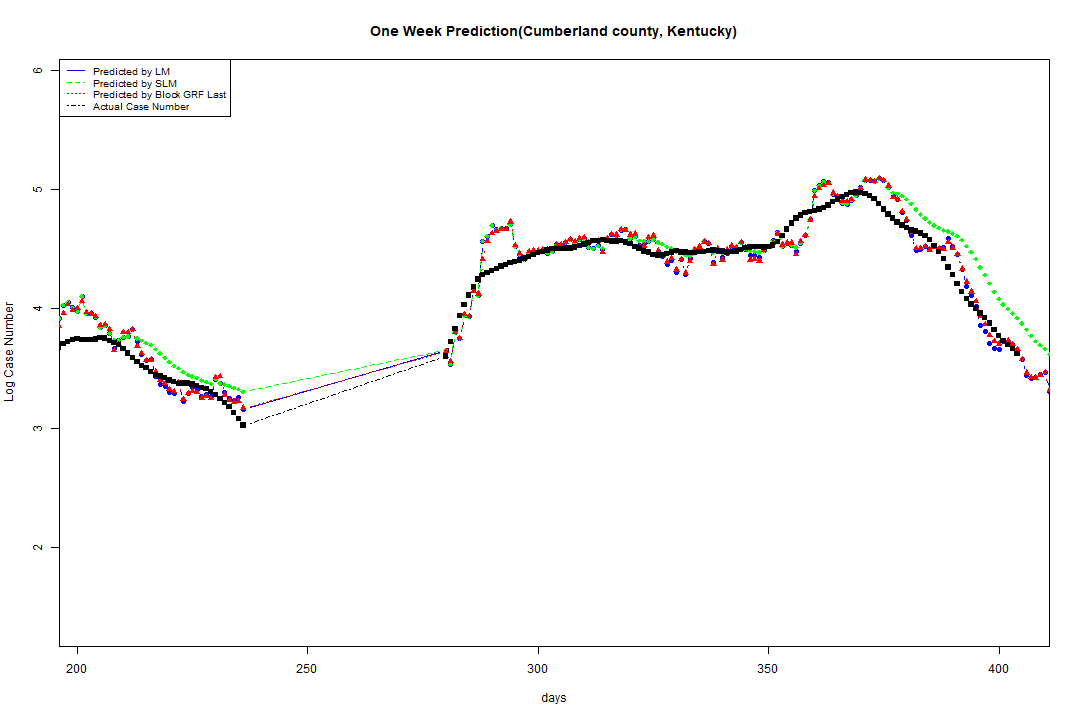 One Week Prediction(Cumberland county, Kentucky)
Predicted by LM
Predicted by SLM
Predicted by Block GRF Last
Actual Case Number
6
5
4
3
2
Log Case Number
200 250 300 350 400
days